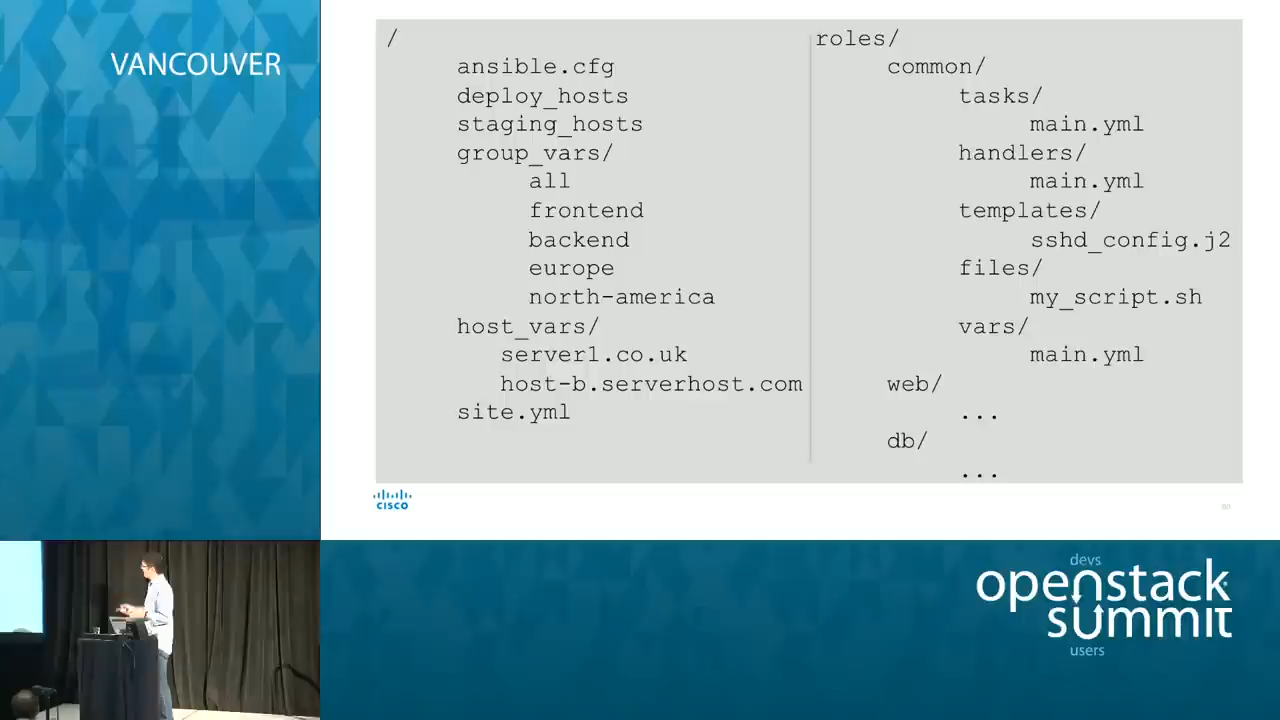 VANCOUVER
/
ansible.cfg
deploy_hosts
staging_hosts
group_vars/
all
frontend
backend
europe
north-america
host_vars/
server1.co.uk
host-b.serverhost.com
site.yml
roles/
common/
tasks/
main.yml
handlers/
main.yml
templates/
sshd_config.j2
files/
my_script.sh
vars/
main.yml
web/
...
db/
...
CISCO
devs
openstack
summit
users